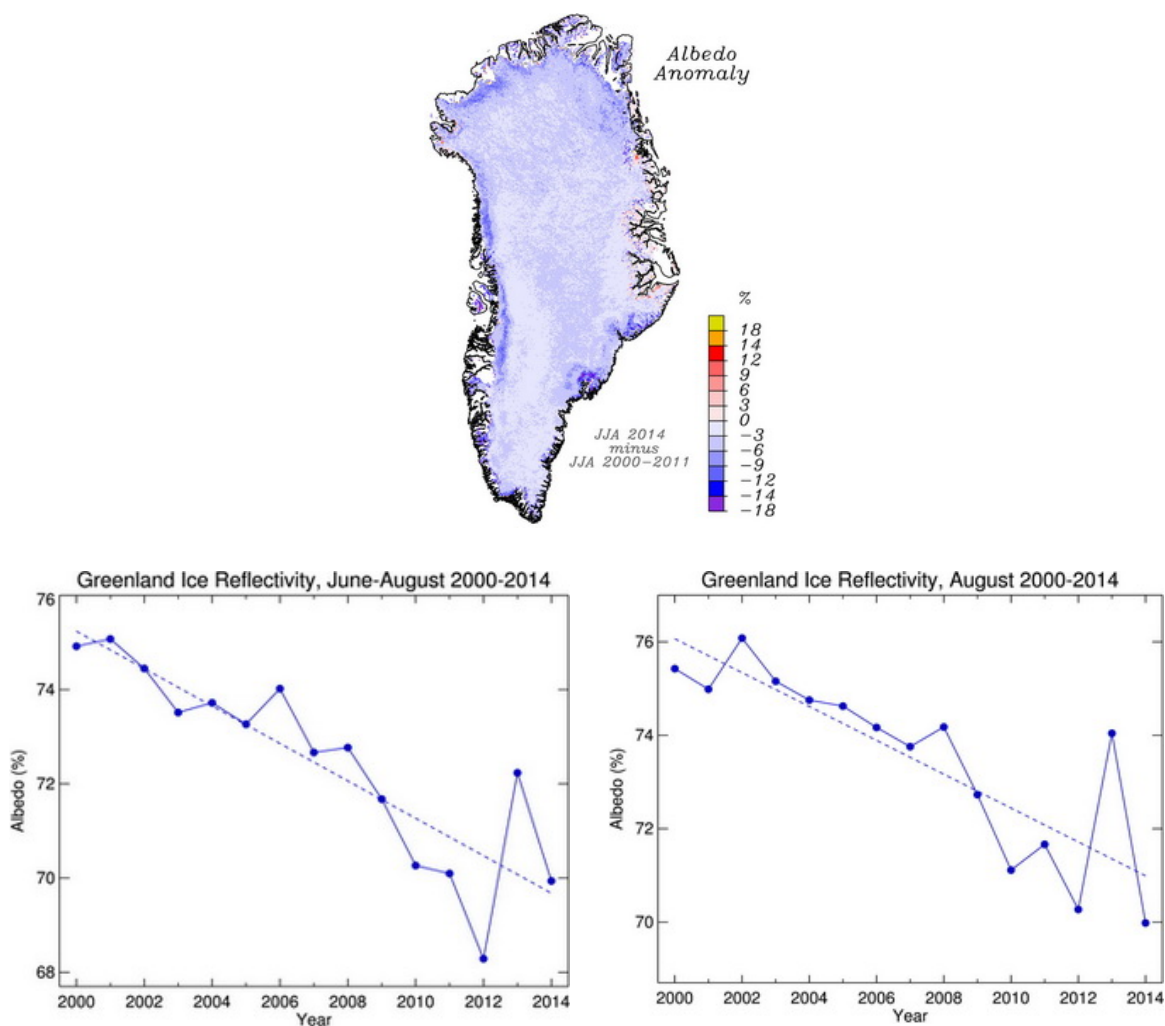 Albedo
Anomaly
%
18
14
12
9
6
3
0
-3
-6
-9
-12
-14
-18
JJA 2014
minus
JJA 2000-2011
Greenland Ice Reflectivity, June-August 2000-2014
76
74
72
70
68
Albedo (%)
2000 2002 2004 2006 2008 2010 2012 2014
Year
Greenland Ice Reflectivity, August 2000-2014
76
74
72
70
Albedo (%)
2000 2002 2004 2006 2008 2010 2012 2014
Year